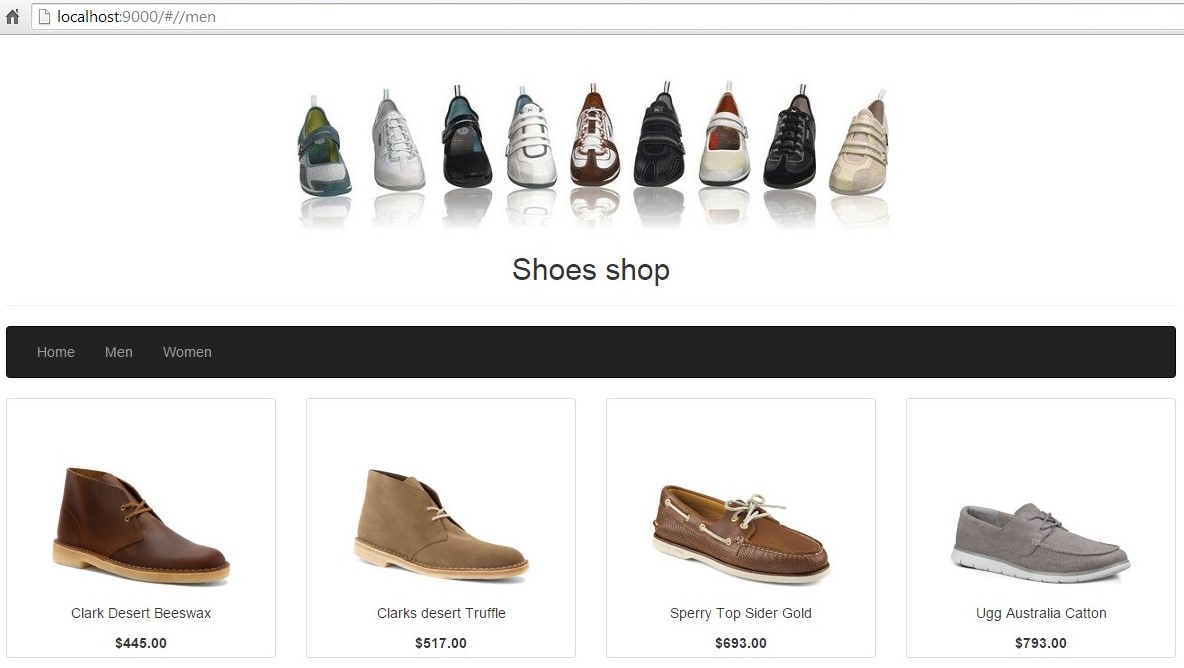 localhost:9000/#//men
Shoes shop
Home Men Women
Clark Desert Beeswax Clarks desert Truffle Sperry Top Sider Gold Ugg Australia Catton
$445.00 $517.00 $693.00 $793.00